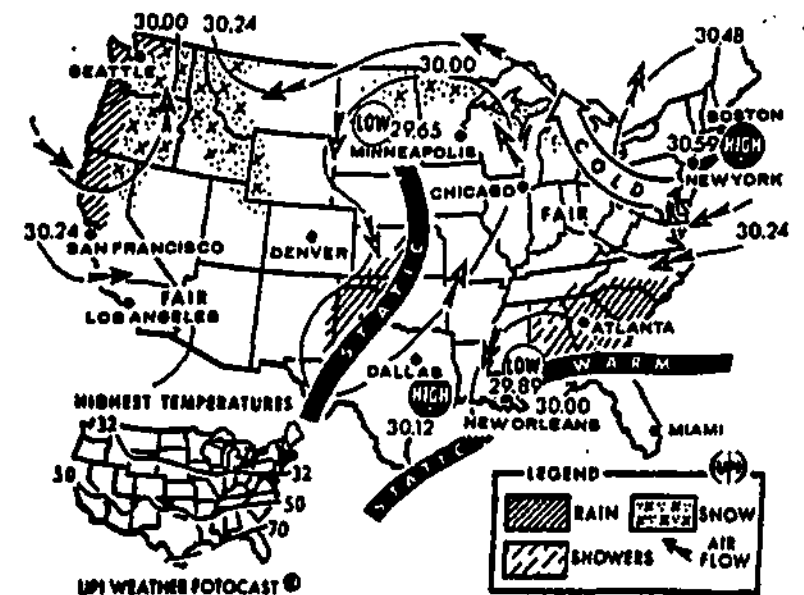 30.00 30.24
30.48
SEATTLE
30.00
LOW 29.65
MINNEAPOLIS
BOSTON
30.59 HIGH
NEW YORK
COLD
CHICAGO
FAIR
30.24
SAN FRANCISCO
DENVER
30.24
FAIR
LOS ANGELES
STATIC
ATLANTA
DALLAS
LOW
29.89
WARM
HIGH
30.00
HIGHEST TEMPERATURES
30.12
NEW ORLEANS
MIAMI
STATIC
32
32
50
50
70
LEGEND
UPI
RAIN
SNOW
SHOWERS
AIR
FLOW
UPI WEATHER FOTOCAST ©